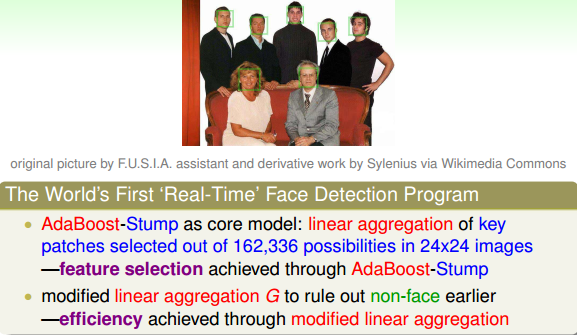 original picture by F.U.S.I.A. assistant and derivative work by Sylenius via Wikimedia Commons
The World's First 'Real-Time' Face Detection Program
• AdaBoost-Stump as core model: linear aggregation of key
patches selected out of 162,336 possibilities in 24x24 images
—feature selection achieved through AdaBoost-Stump
• modified linear aggregation G to rule out non-face earlier
—efficiency achieved through modified linear aggregation